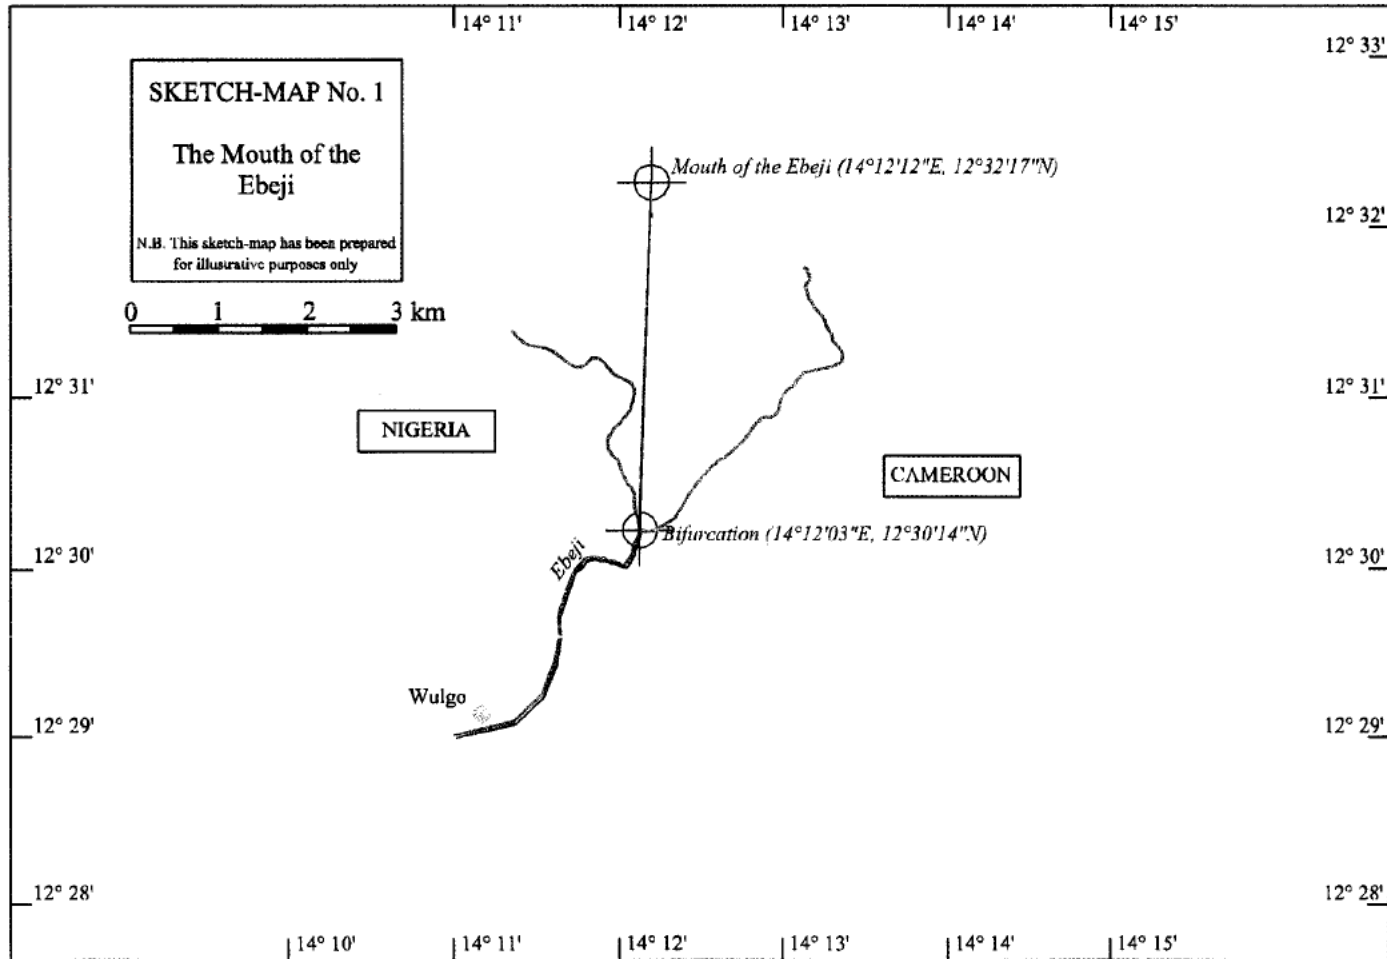 14° 11' 14° 12' 14° 13' 14° 14' 14° 15'
12° 33'
SKETCH-MAP No. 1
The Mouth of the
Ebeji
N.B. This sketch-map has been prepared
for illustrative purposes only
Mouth of the Ebeji (14°12'12"E, 12°32'17"N)
12° 32'
0 1 2 3 km
12° 31' 12° 31'
NIGERIA
CAMEROON
Bifurcation (14°12'03"E, 12°30'14"N)
Ebeji
12° 30' 12° 30'
Wulgo
12° 29' 12° 29'
12° 28' 12° 28'
14° 10' 14° 11' 14° 12' 14° 13' 14° 14' 14° 15'